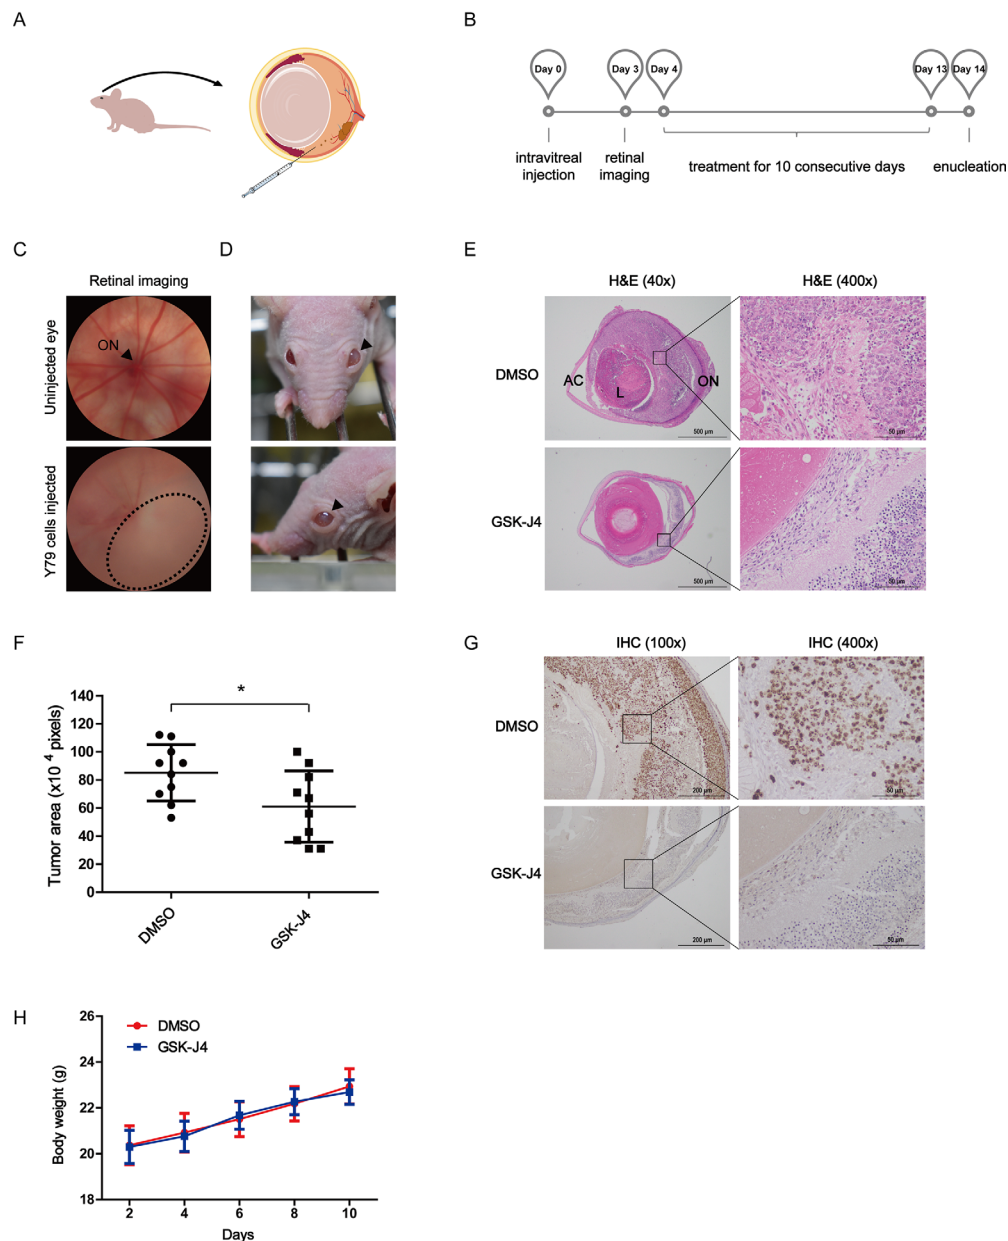 A
B
Day 0
Day 3
Day 4
Day 13
Day 14
intravitreal
injection
retinal
imaging
treatment for 10 consecutive days
enucleation
C
D
Retinal imaging
Uninjected eye
ON
Y79 cells injected
E
H&E (40x)
H&E (400x)
DMSO
AC
L
ON
500 µm
50 µm
GSK-J4
500 µm
50 µm
F
Tumor area (x10 4 pixels)
140
120
100
80
60
40
20
0
*
DMSO
GSK-J4
G
IHC (100x)
IHC (400x)
DMSO
200 µm
50 µm
GSK-J4
200 µm
50 µm
H
DMSO
GSK-J4
Body weight (g)
26
24
22
20
18
2
4
6
8
10
Days